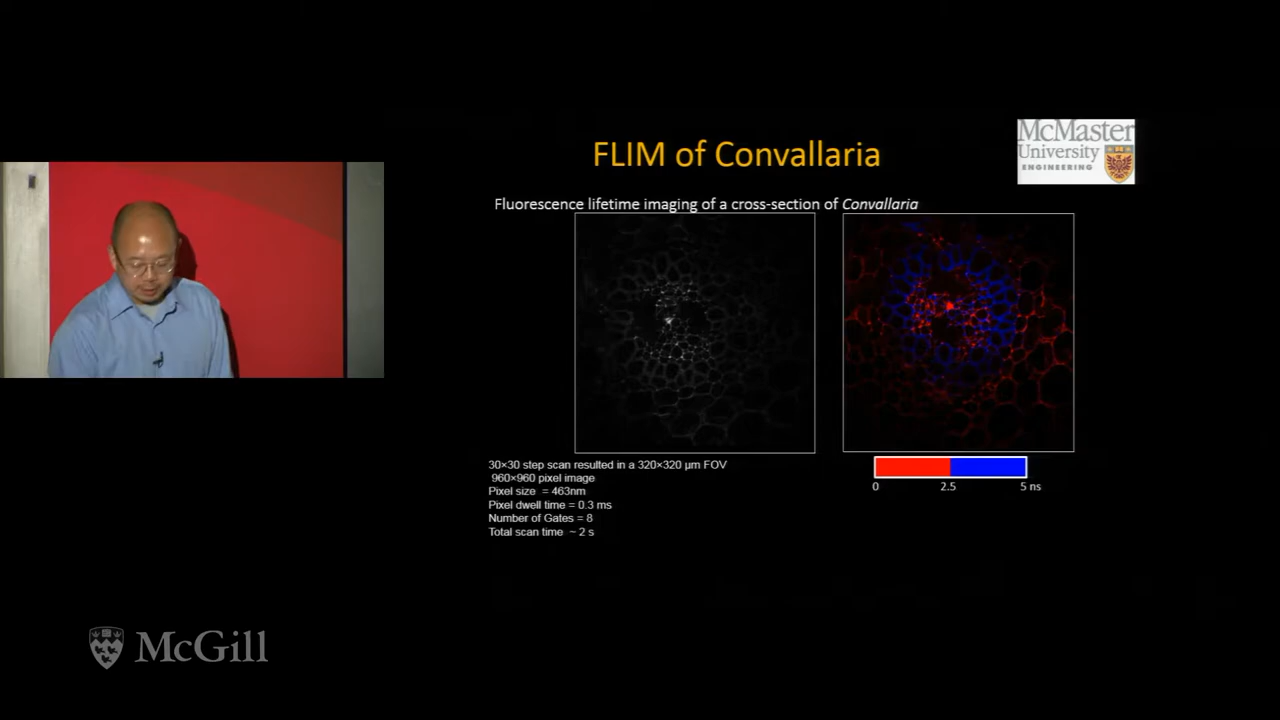 FLIM of Convallaria
McMaster
University
ENGINEERING
Fluorescence lifetime imaging of a cross-section of Convallaria
30×30 step scan resulted in a 320×320 µm FOV
960×960 pixel image
Pixel size = 463nm
Pixel dwell time = 0.3 ms
Number of Gates = 8
Total scan time ~ 2 s
0 2.5 5 ns
McGill